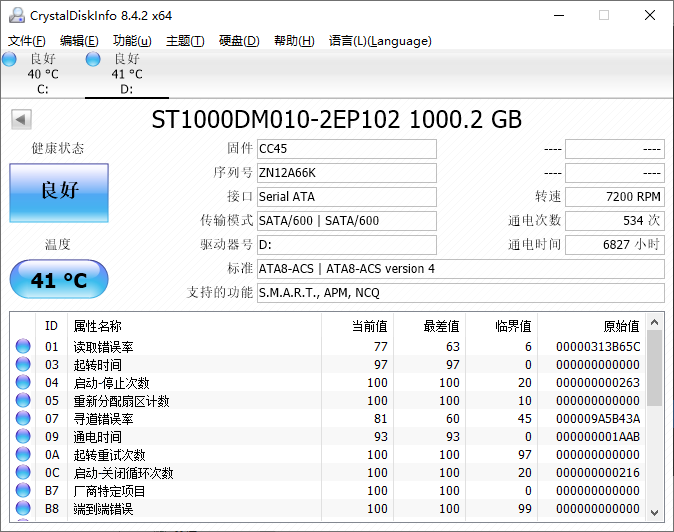 CrystalDiskInfo 8.4.2 x64
文件(F) 编辑(E) 功能(u) 主题(T) 硬盘(D) 帮助(H) 语言(L)(Language)
良好 良好
40 °C 41 °C
C: D:
ST1000DM010-2EP102 1000.2 GB
健康状态
良好
温度
41 °C
固件 CC45 ---- ----
序列号 ZN12A66K ---- ----
接口 Serial ATA 转速 7200 RPM
传输模式 SATA/600 | SATA/600 通电次数 534 次
驱动器号 D: 通电时间 6827 小时
标准 ATA8-ACS | ATA8-ACS version 4
支持的功能 S.M.A.R.T., APM, NCQ
ID 属性名称 当前值 最差值 临界值 原始值
01 读取错误率 77 63 6 00000313B65C
03 起转时间 97 97 0 000000000000
04 启动-停止次数 100 100 20 000000000263
05 重新分配扇区计数 100 100 10 000000000000
07 寻道错误率 81 60 45 000009A5B43A
09 通电时间 93 93 0 000000001AAB
0A 起转重试次数 100 100 97 000000000000
0C 启动-关闭循环次数 100 100 20 000000000216
B7 厂商特定项目 100 100 0 000000000000
B8 端到端错误 100 100 99 000000000000